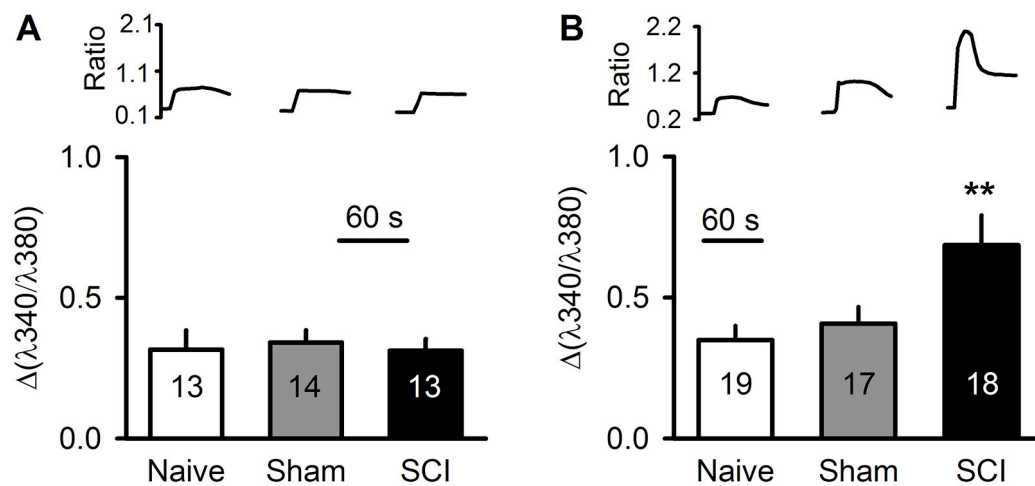 A
Ratio
2.1
1.1
0.1
Δ(λ340/λ380)
1.0
0.5
0.0
60 s
13
14
13
Naive
Sham
SCI
B
Ratio
2.2
1.2
0.2
Δ(λ340/λ380)
1.0
0.5
0.0
60 s
**
19
17
18
Naive
Sham
SCI